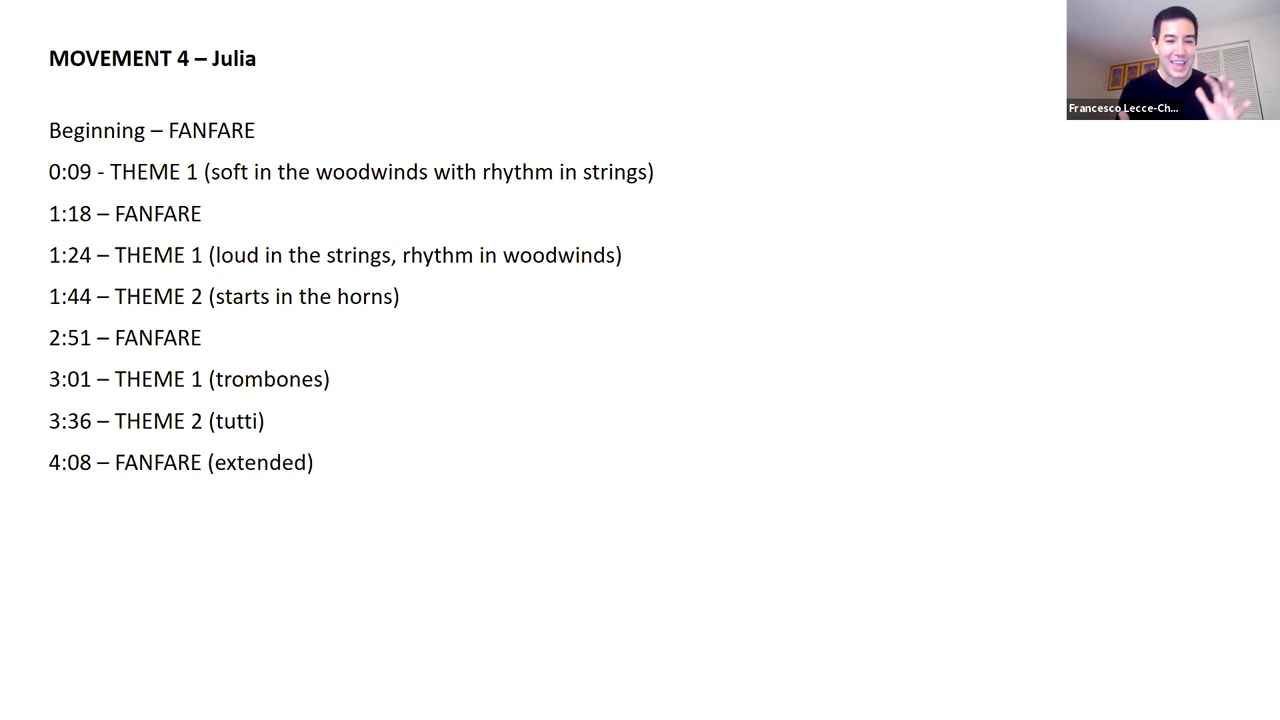 MOVEMENT 4 – Julia
Beginning – FANFARE
0:09 - THEME 1 (soft in the woodwinds with rhythm in strings)
1:18 – FANFARE
1:24 – THEME 1 (loud in the strings, rhythm in woodwinds)
1:44 – THEME 2 (starts in the horns)
2:51 – FANFARE
3:01 – THEME 1 (trombones)
3:36 – THEME 2 (tutti)
4:08 – FANFARE (extended)
Francesco Lecce-Ch...